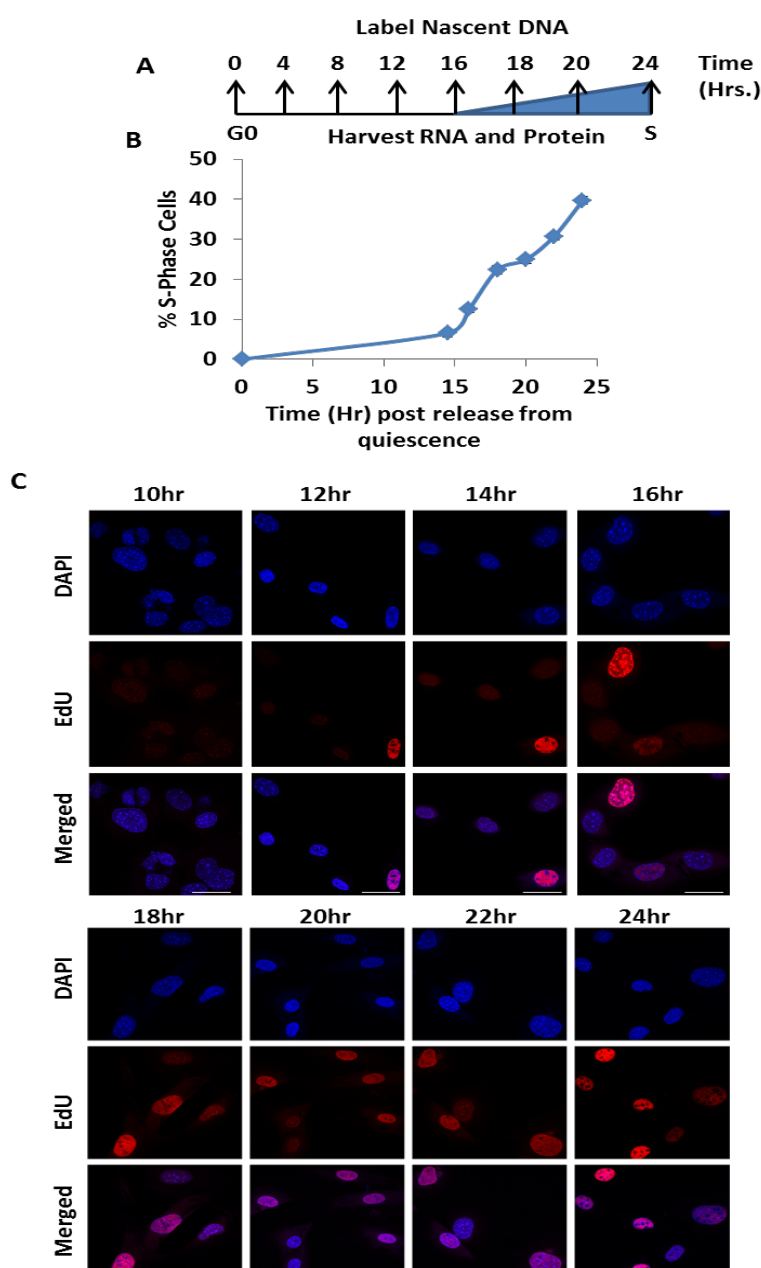 Label Nascent DNA
A
0 4 8 12 16 18 20 24 Time
(Hrs.)
G0 Harvest RNA and Protein S
B
% S-Phase Cells
50
40
30
20
10
0
0 5 10 15 20 25
Time (Hr) post release from
quiescence
C
10hr 12hr 14hr 16hr
DAPI
EdU
Merged
18hr 20hr 22hr 24hr
DAPI
EdU
Merged